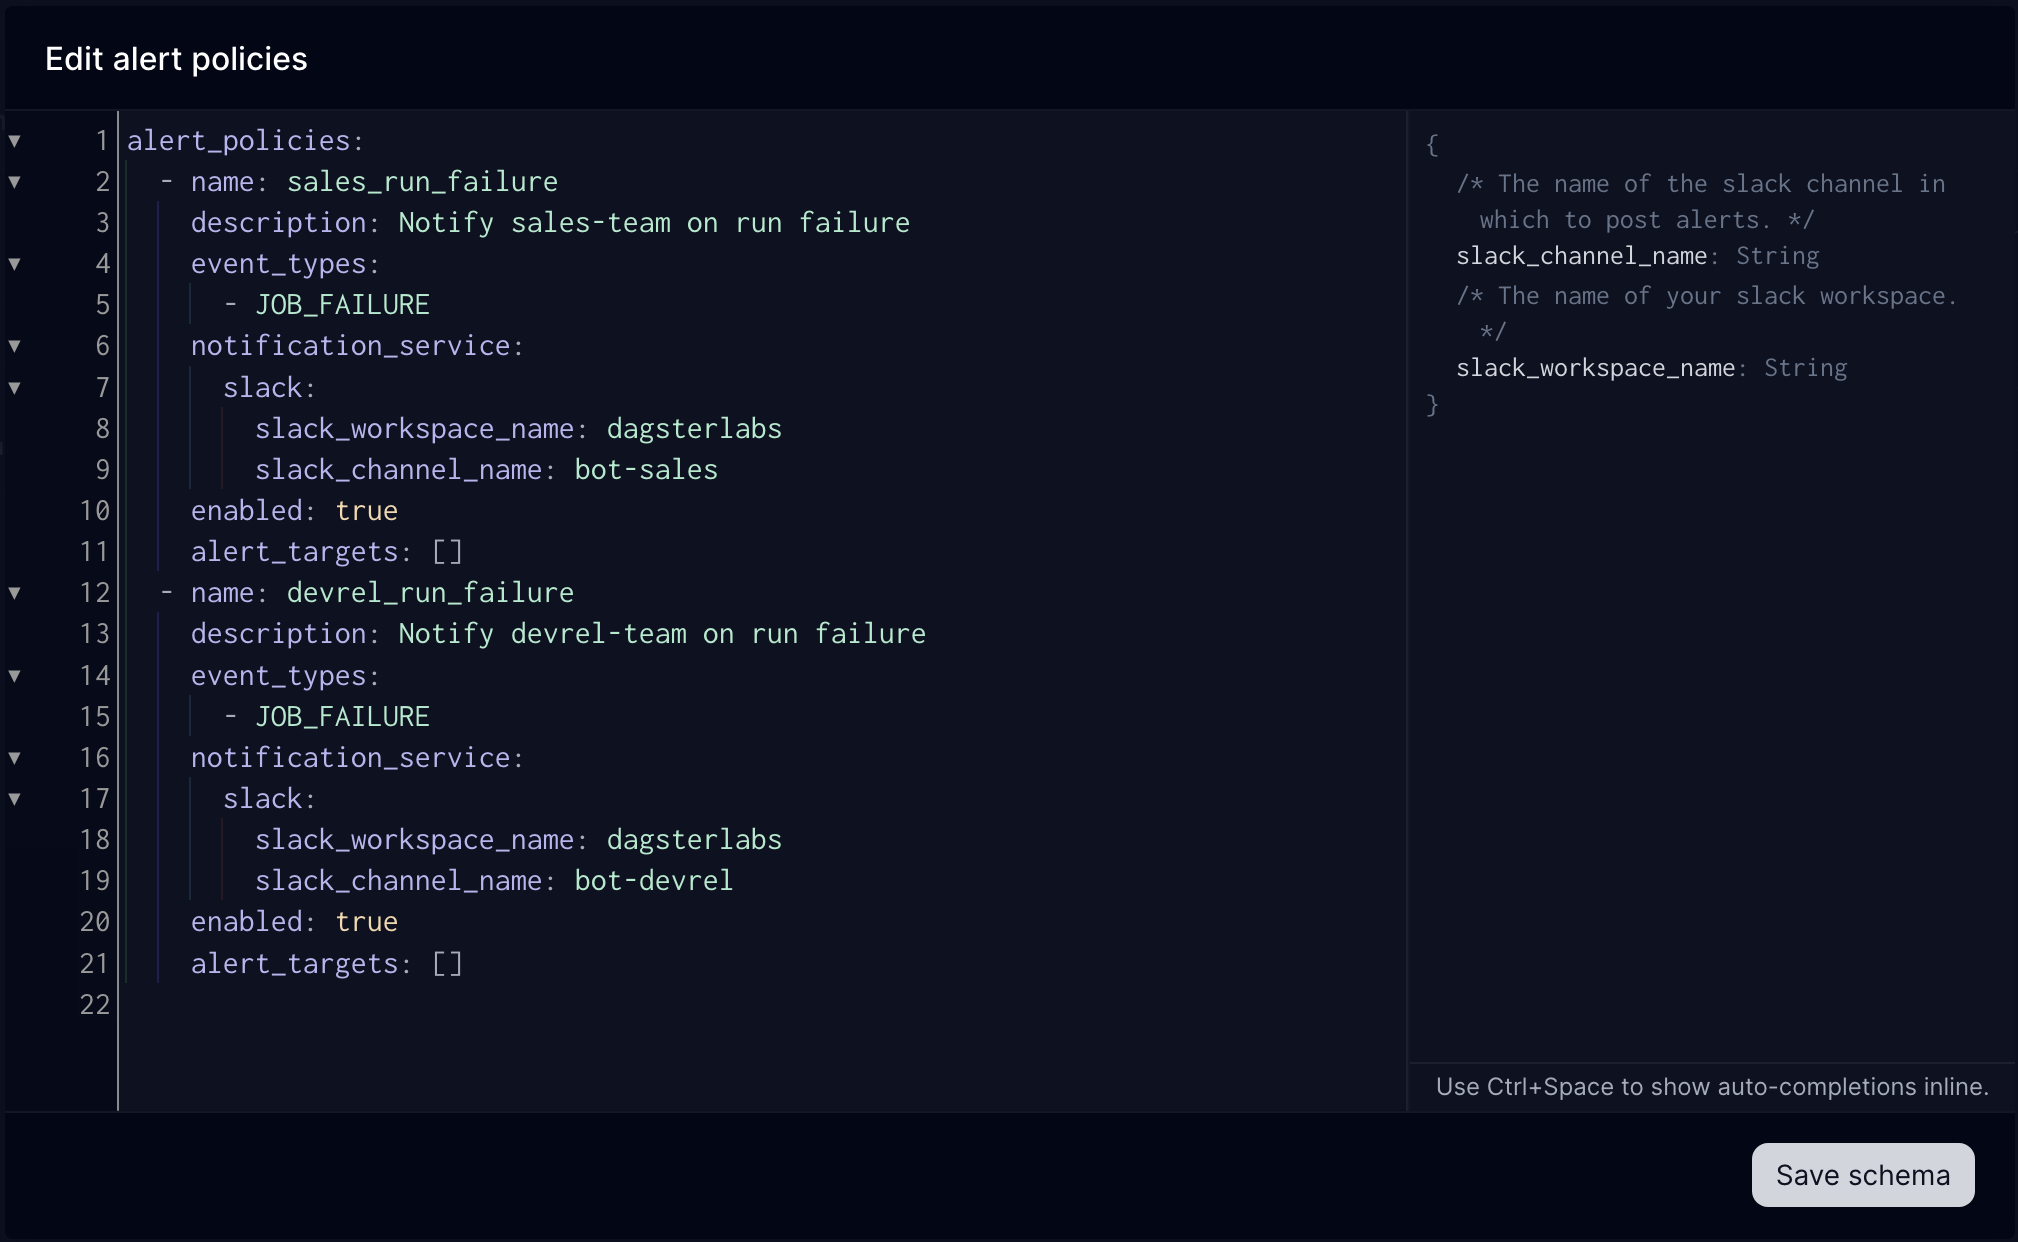 Edit alert policies
1 alert_policies:
2   - name: sales_run_failure
3     description: Notify sales-team on run failure
4     event_types:
5       - JOB_FAILURE
6     notification_service:
7       slack:
8         slack_workspace_name: dagsterlabs
9         slack_channel_name: bot-sales
10     enabled: true
11     alert_targets: []
12   - name: devrel_run_failure
13     description: Notify devrel-team on run failure
14     event_types:
15       - JOB_FAILURE
16     notification_service:
17       slack:
18         slack_workspace_name: dagsterlabs
19         slack_channel_name: bot-devrel
20     enabled: true
21     alert_targets: []
22
{
/* The name of the slack channel in
which to post alerts. */
slack_channel_name: String
/* The name of your slack workspace.
*/
slack_workspace_name: String
}
Use Ctrl+Space to show auto-completions inline.
Save schema